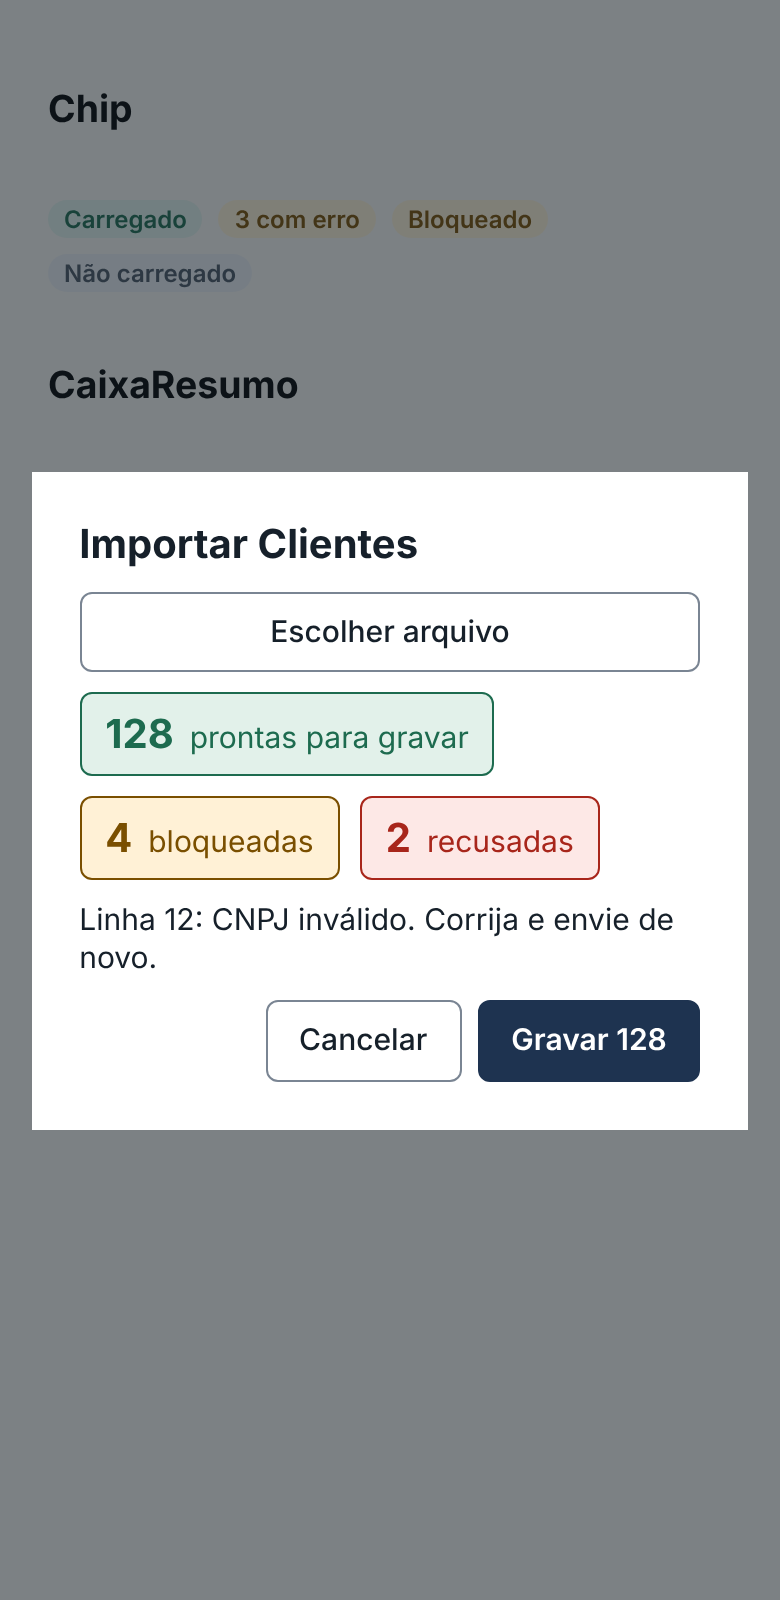 Chip
Carregado 3 com erro Bloqueado
Não carregado
CaixaResumo
Importar Clientes
Escolher arquivo
128 prontas para gravar
4 bloqueadas 2 recusadas
Linha 12: CNPJ inválido. Corrija e envie de
novo.
Cancelar Gravar 128